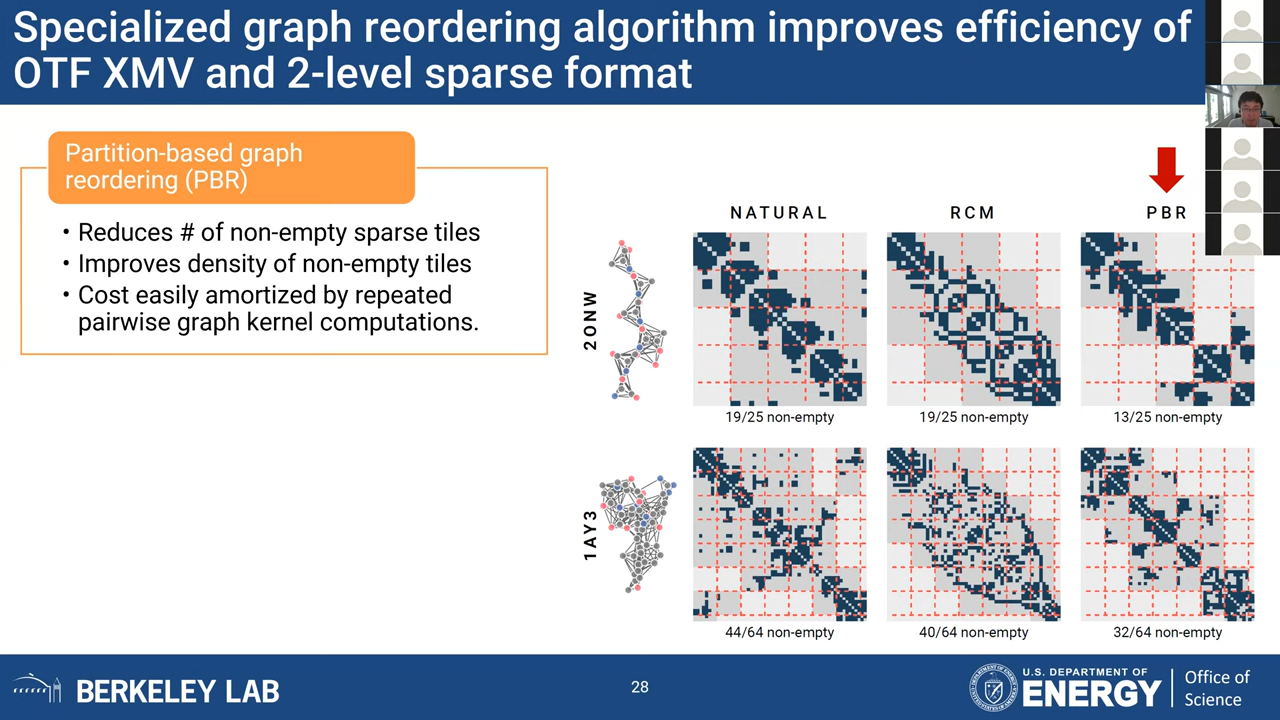 Specialized graph reordering algorithm improves efficiency of
OTF XMV and 2-level sparse format
Partition-based graph
reordering (PBR)
• Reduces # of non-empty sparse tiles
• Improves density of non-empty tiles
• Cost easily amortized by repeated
pairwise graph kernel computations.
NATURAL
RCM
PBR
2ONW
19/25 non-empty
19/25 non-empty
13/25 non-empty
1AY3
44/64 non-empty
40/64 non-empty
32/64 non-empty
BERKELEY LAB
28
U.S. DEPARTMENT OF
ENERGY
Office of
Science